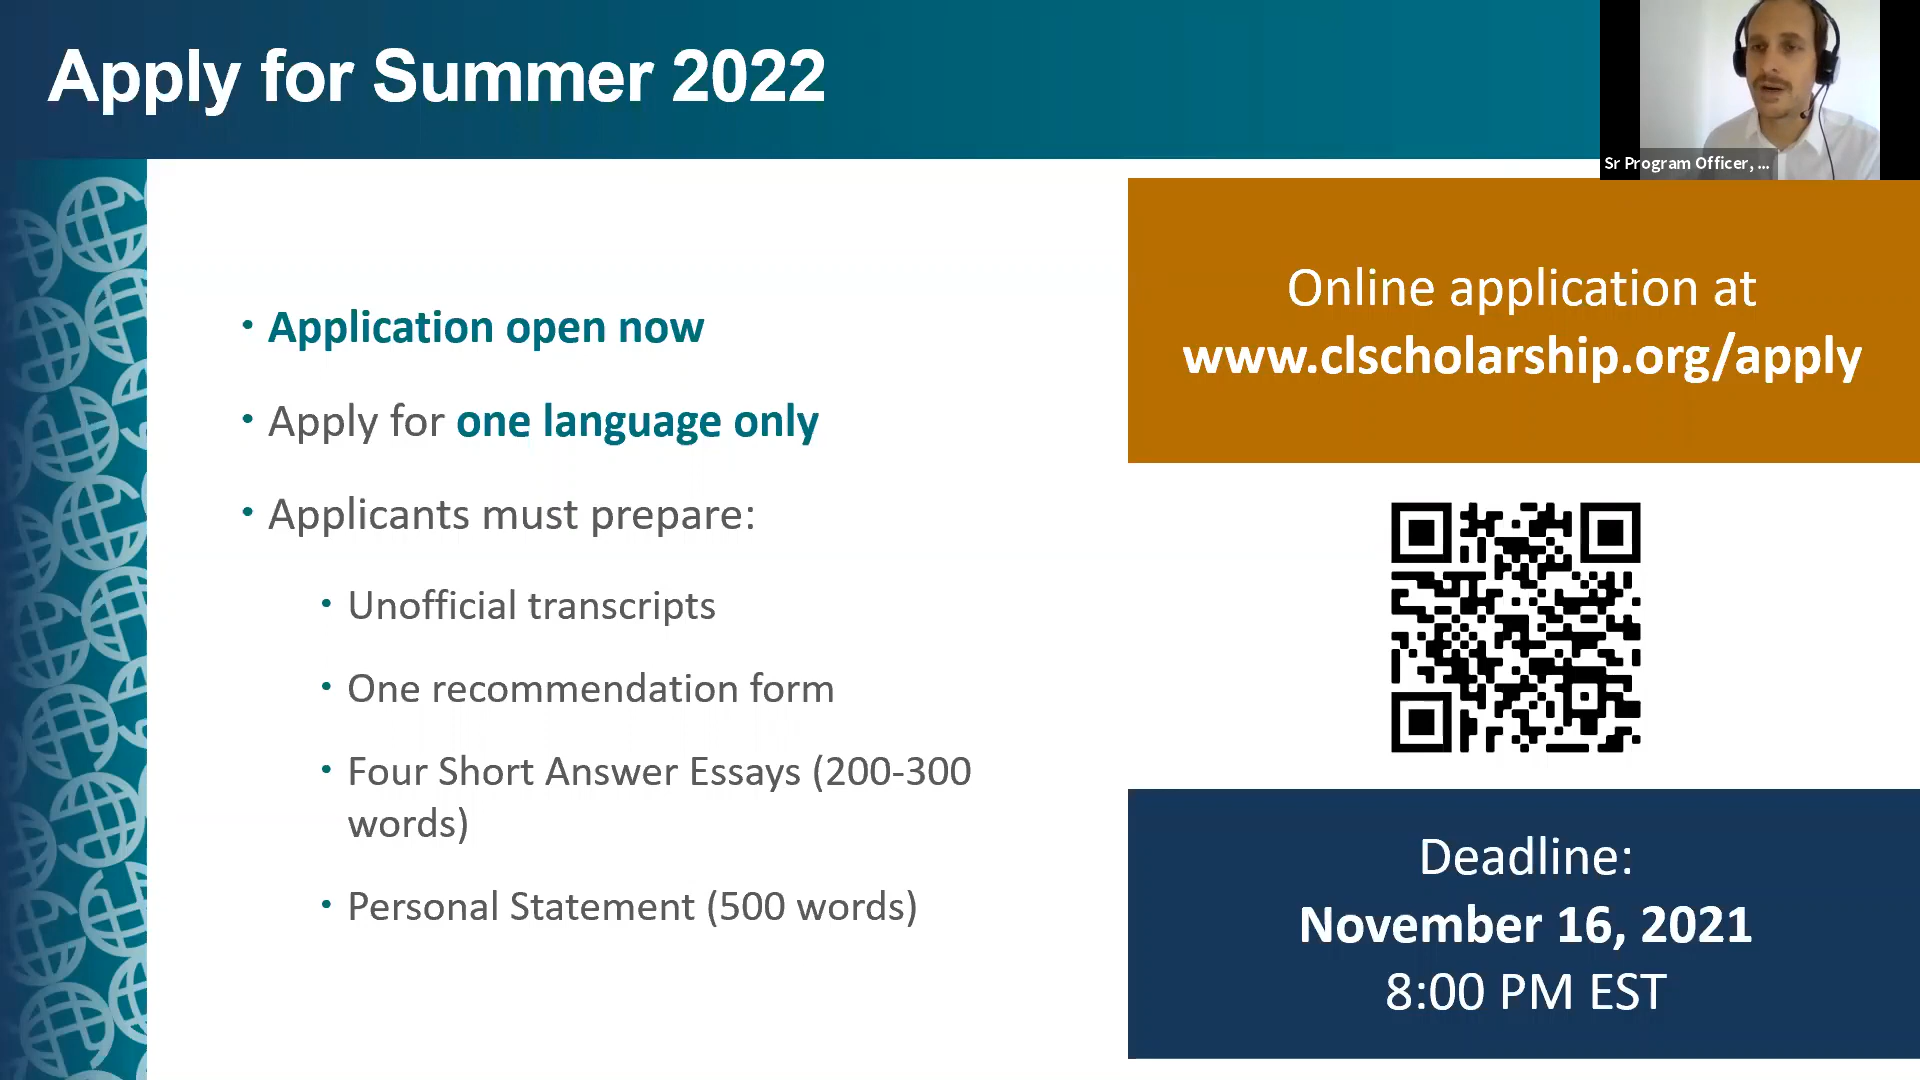 Apply for Summer 2022
Sr Program Officer, ...
• Application open now
• Apply for one language only
• Applicants must prepare:
• Unofficial transcripts
• One recommendation form
• Four Short Answer Essays (200-300
words)
• Personal Statement (500 words)
Online application at
www.clscholarship.org/apply
Deadline:
November 16, 2021
8:00 PM EST